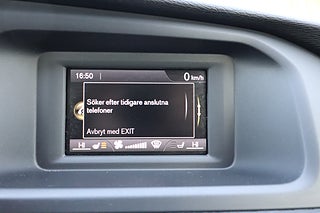 16:50 0 km/h
Söker efter tidigare anslutna
telefoner
Avbryt med EXIT
HI HI